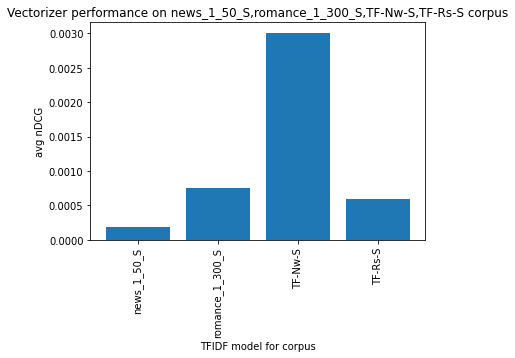 Vectorizer performance on news_1_50_S,romance_1_300_S,TF-Nw-S,TF-Rs-S corpus
avg nDCG
0.0030
0.0025
0.0020
0.0015
0.0010
0.0005
0.0000
news_1_50_S
romance_1_300_S
TF-Nw-S
TF-Rs-S
TFIDF model for corpus